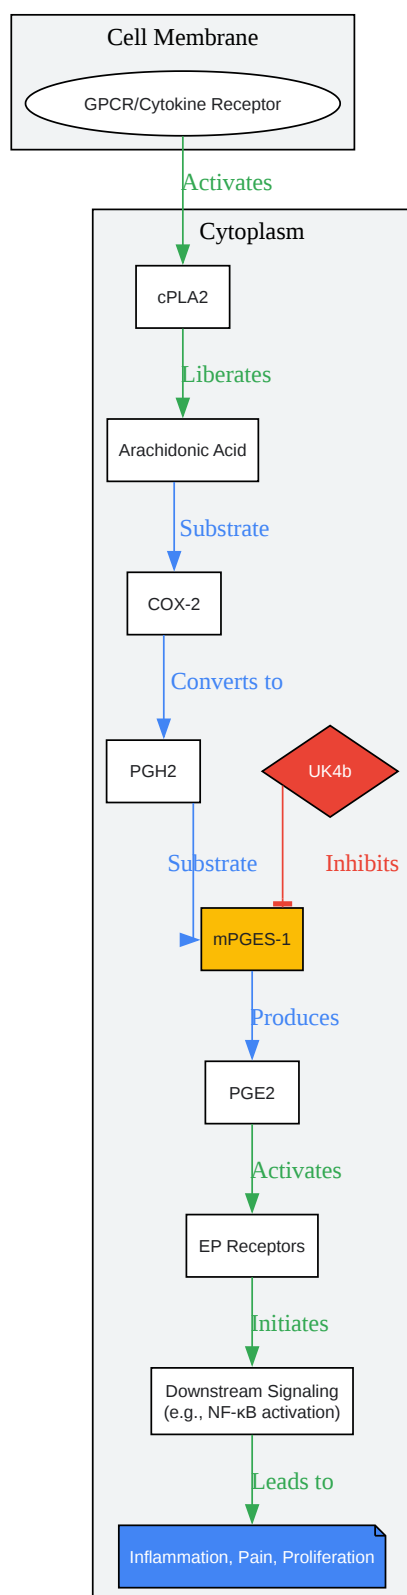 Cell Membrane
GPCR/Cytokine Receptor
Activates
Cytoplasm
cPLA2
Liberates
Arachidonic Acid
Substrate
COX-2
Converts to
PGH2
UK4b
Substrate
Inhibits
mPGES-1
Produces
PGE2
Activates
EP Receptors
Initiates
Downstream Signaling
(e.g., NF-κB activation)
Leads to
Inflammation, Pain, Proliferation